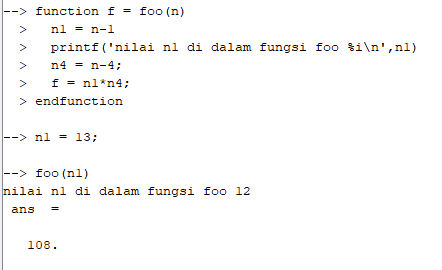 --> function f = foo(n)
  >   n1 = n-1
  >   printf('nilai n1 di dalam fungsi foo %i\n',n1)
  >   n4 = n-4;
  >   f = n1*n4;
  > endfunction
--> n1 = 13;
--> foo(n1)
nilai n1 di dalam fungsi foo 12
 ans  =
   108.